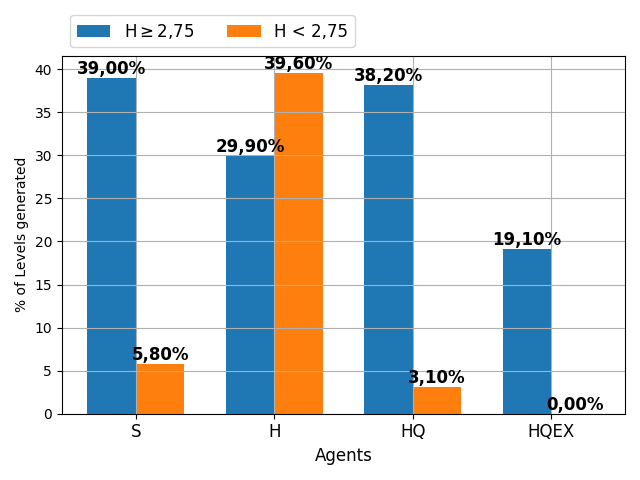 H ≥ 2,75 H < 2,75
39,00% 39,60% 38,20%
29,90%
19,10%
5,80% 3,10% 0,00%
% of Levels generated
40
35
30
25
20
15
10
5
0
S H HQ HQEX
Agents